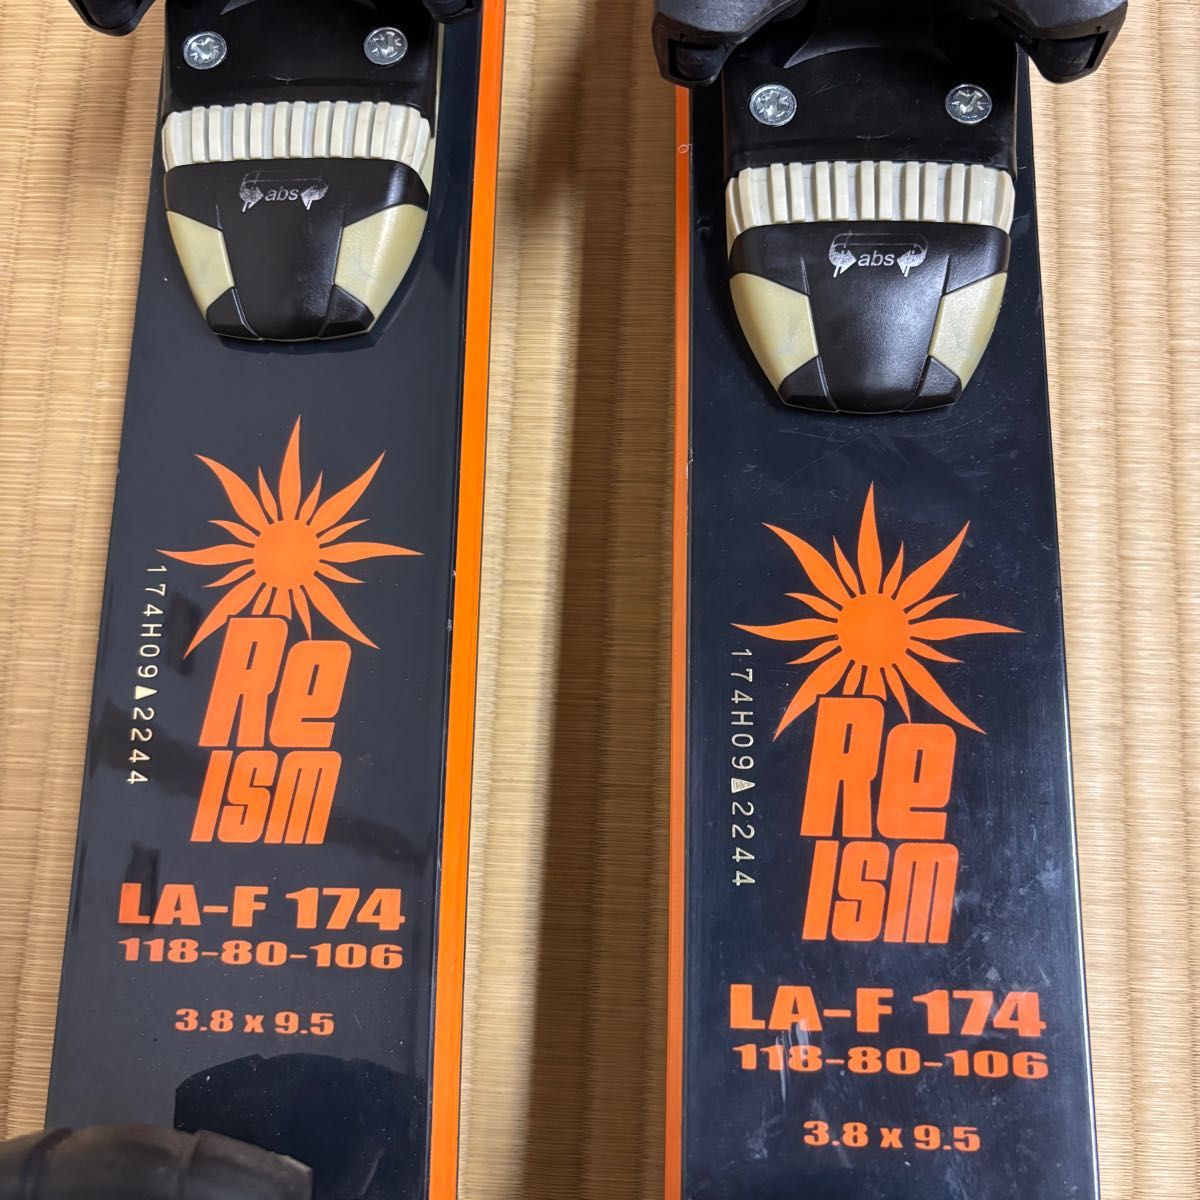 abs
174H09▲2244
Re
ISM
LA-F 174
118-80-106
3.8 x 9.5
abs
174H09▲2244
Re
ISM
LA-F 174
118-80-106
3.8 x 9.5